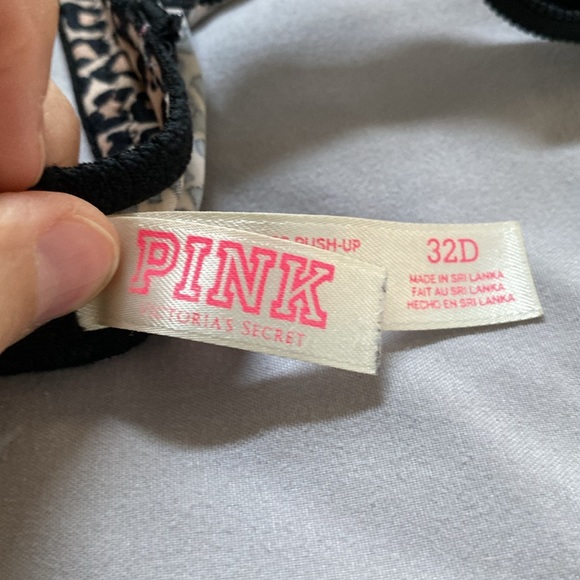 PINK
VICTORIA'S SECRET
PUSH-UP
32D
MADE IN SRI LANKA
FAIT AU SRI LANKA
HECHO EN SRI LANKA